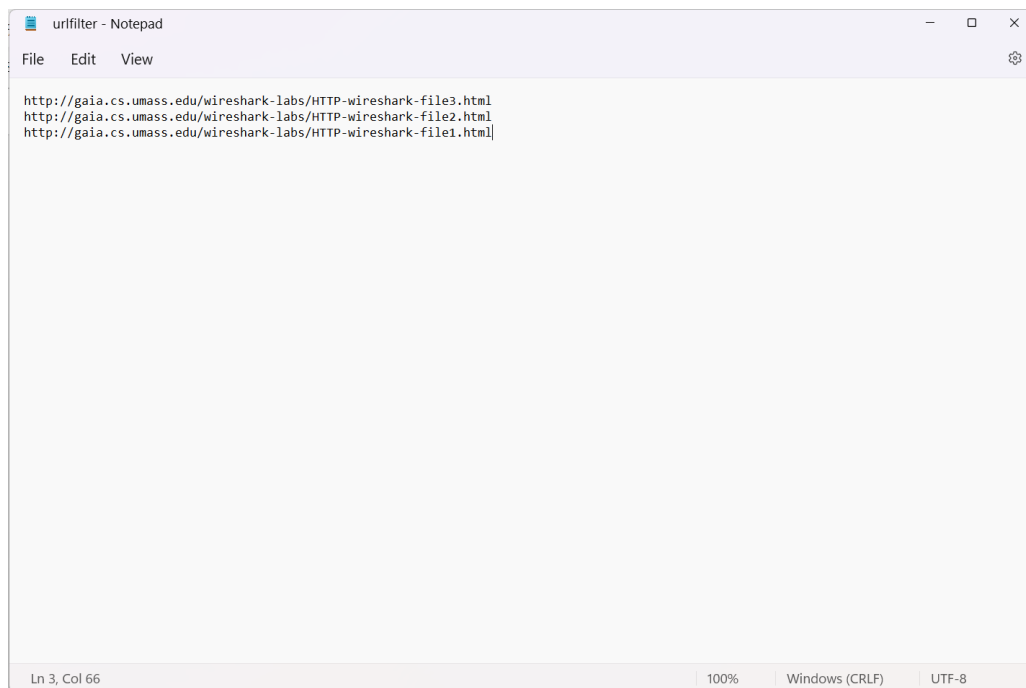 urlfilter - Notepad
File Edit View
http://gaia.cs.umass.edu/wireshark-labs/HTTP-wireshark-file3.html
http://gaia.cs.umass.edu/wireshark-labs/HTTP-wireshark-file2.html
http://gaia.cs.umass.edu/wireshark-labs/HTTP-wireshark-file1.html
Ln 3, Col 66 100% Windows (CRLF) UTF-8